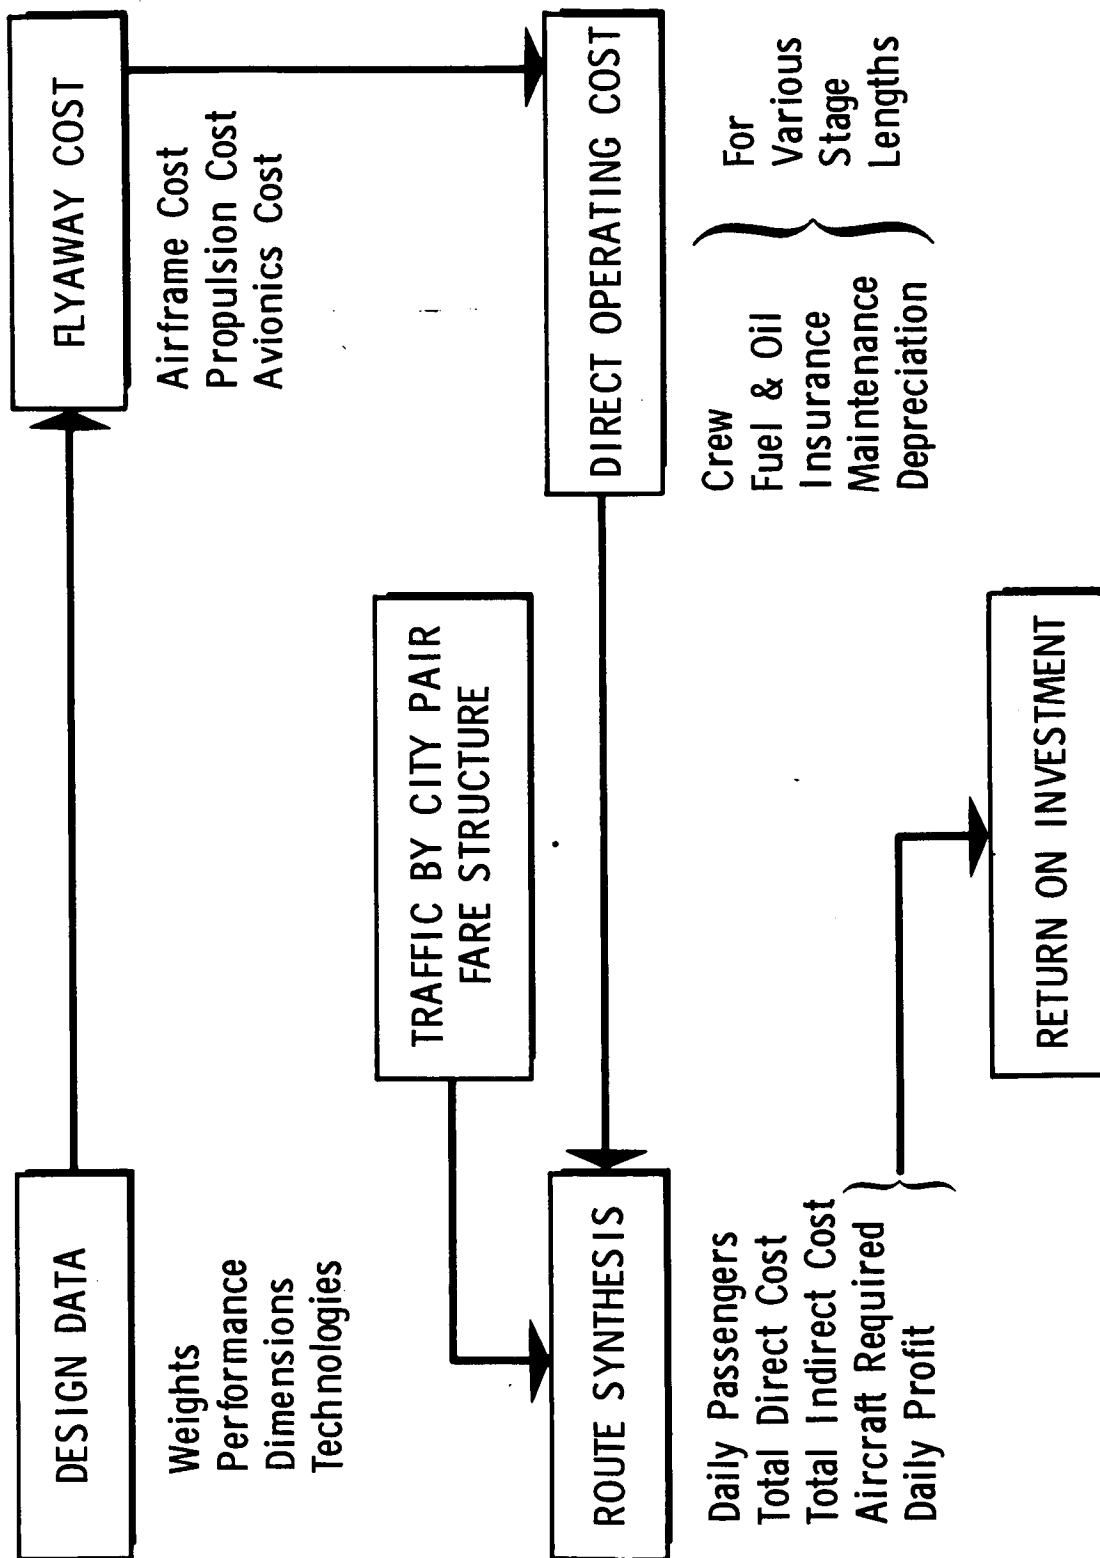 DESIGN DATA
Weights
Performance
Dimensions
Technologies
FLYAWAY COST
Airframe Cost
Propulsion Cost
Avionics Cost
TRAFFIC BY CITY PAIR
FARE STRUCTURE
ROUTE SYNTHESIS
Daily Passengers
Total Direct Cost
Total Indirect Cost
Aircraft Required
Daily Profit
DIRECT OPERATING COST
Crew
Fuel & Oil
Insurance
Maintenance
Depreciation
For
Various
Stage
Lengths
RETURN ON INVESTMENT